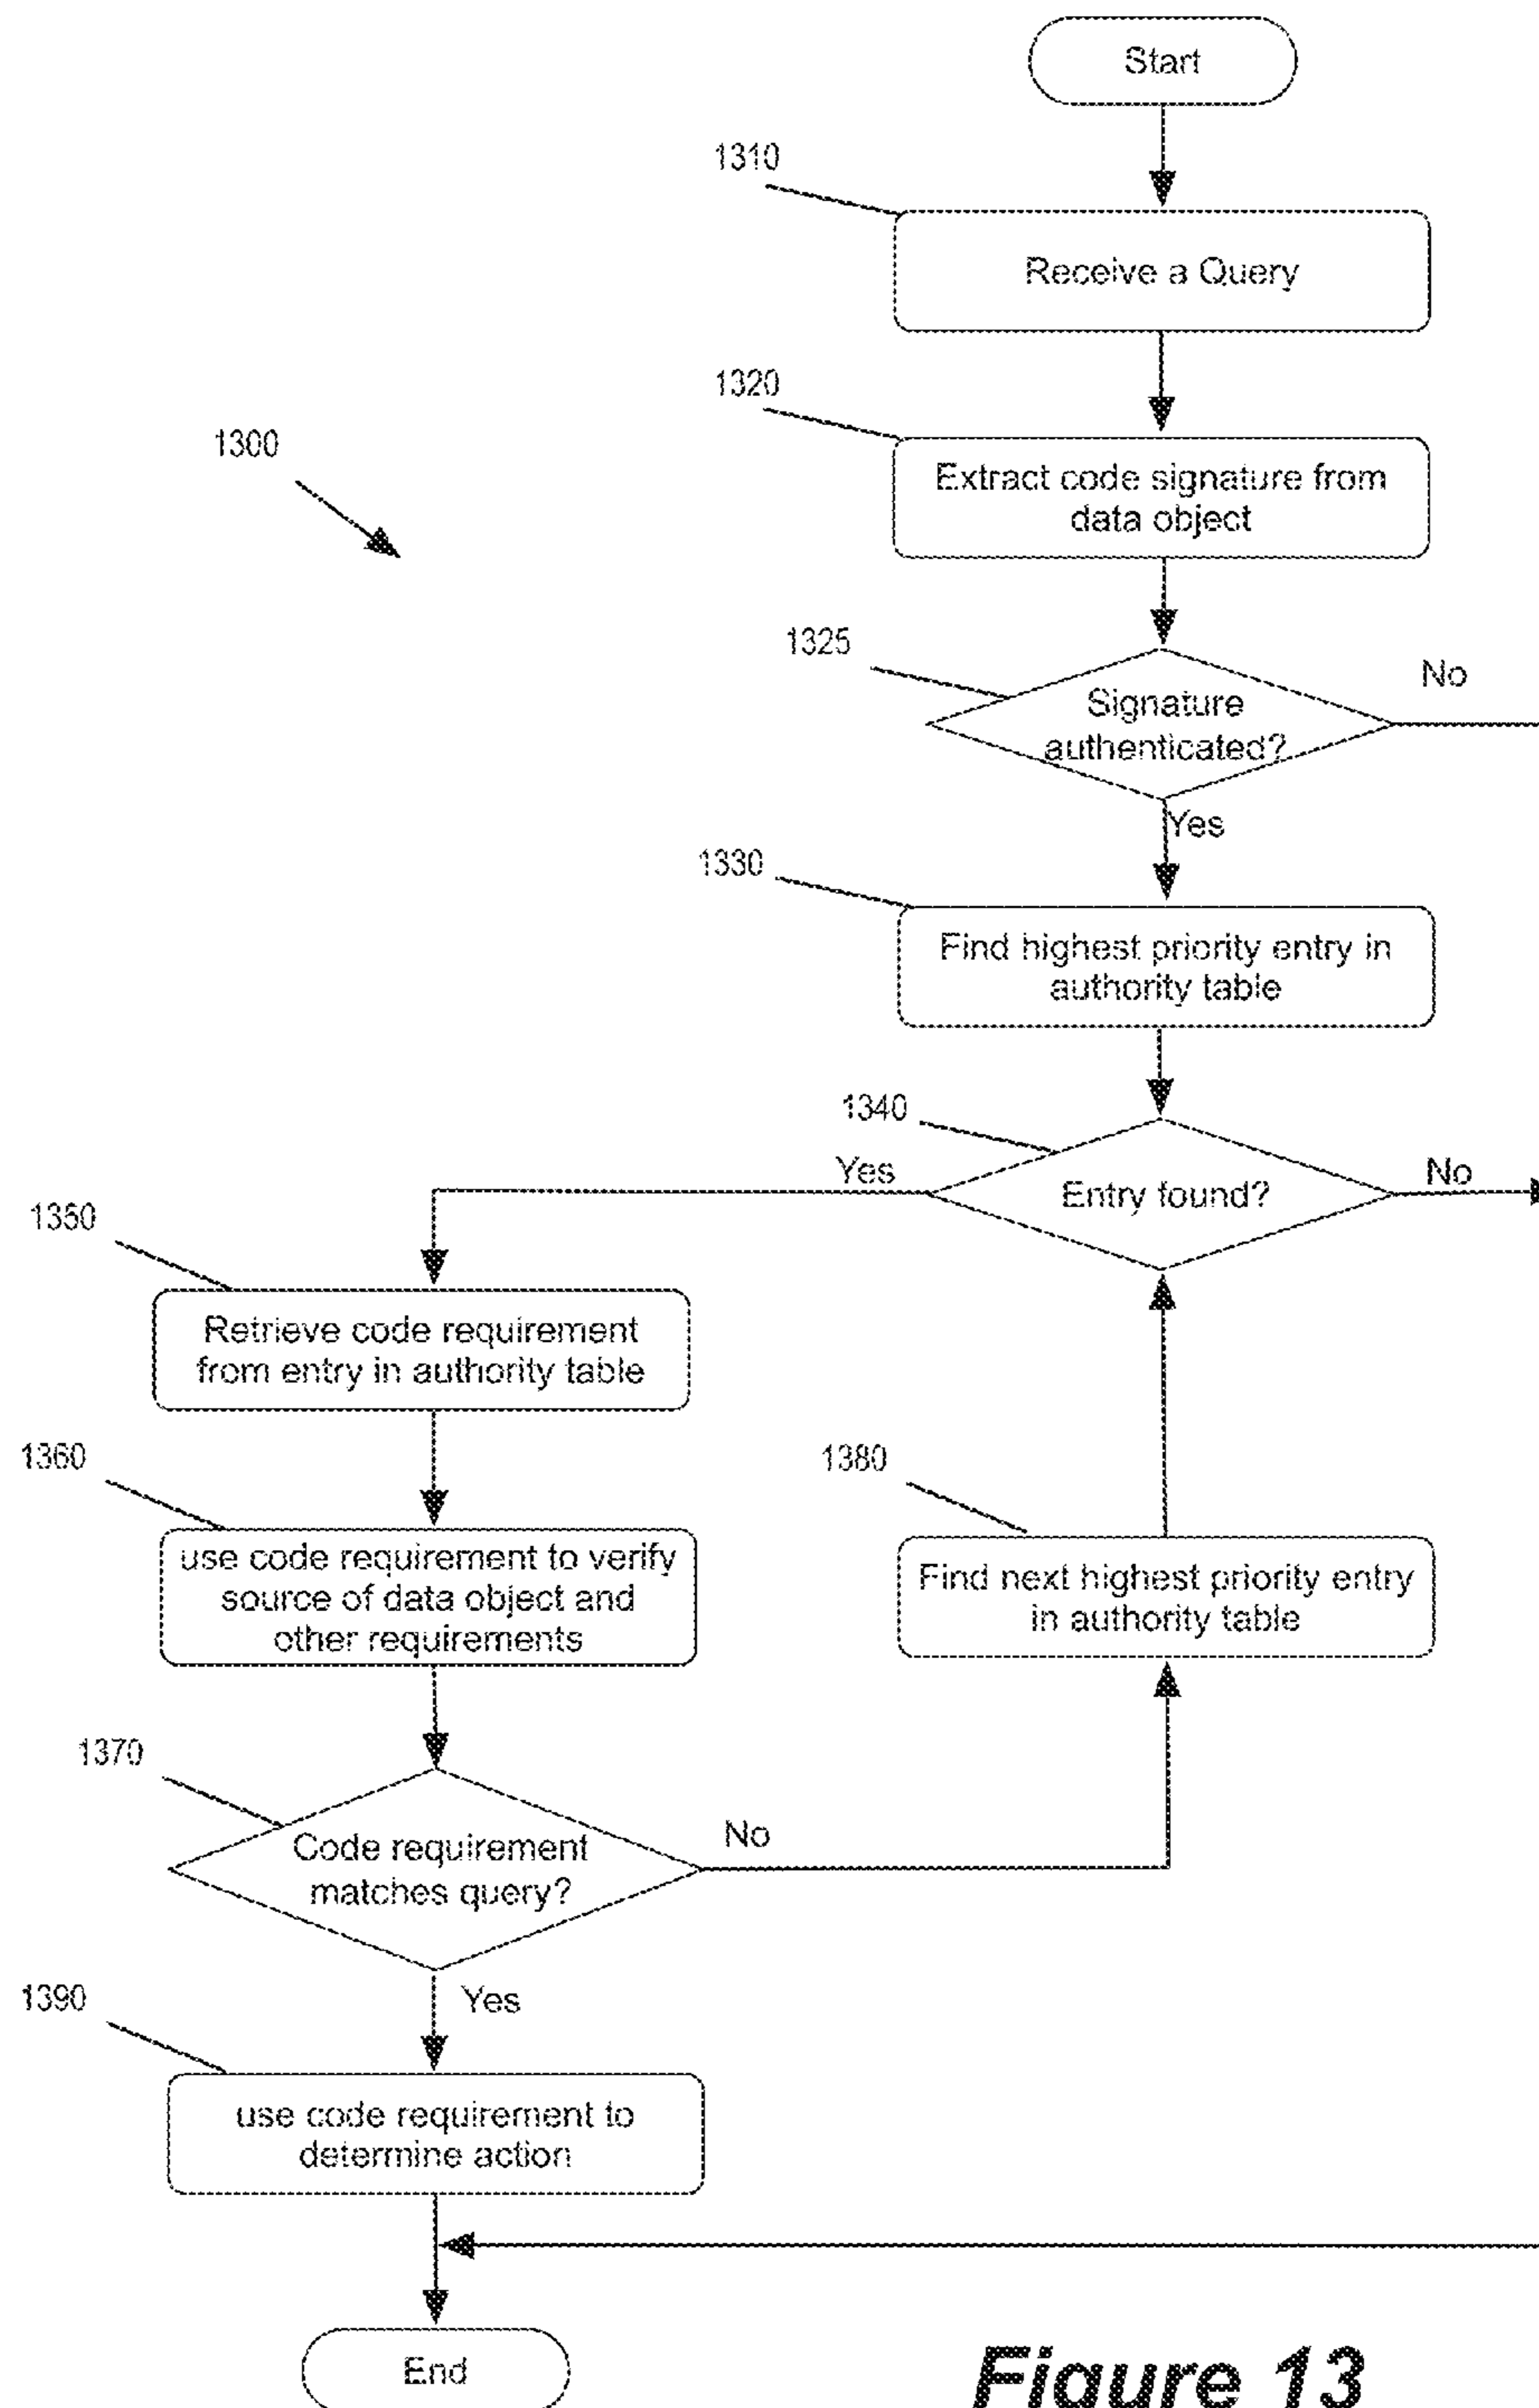 Start
1310
Receive a Query
1320
1300
Extract code signature from
data object
1325
No
Signature
authenticated?
Yes
1330
Find highest priority entry in
authority table
1340
Yes
Entry found?
No
1350
Retrieve code requirement
from entry in authority table
1360
1380
use code requirement to verify
source of data object and
other requirements
Find next highest priority entry
in authority table
1370
No
Code requirement
matches query?
Yes
1390
use code requirement to
determine action
End
Figure 13